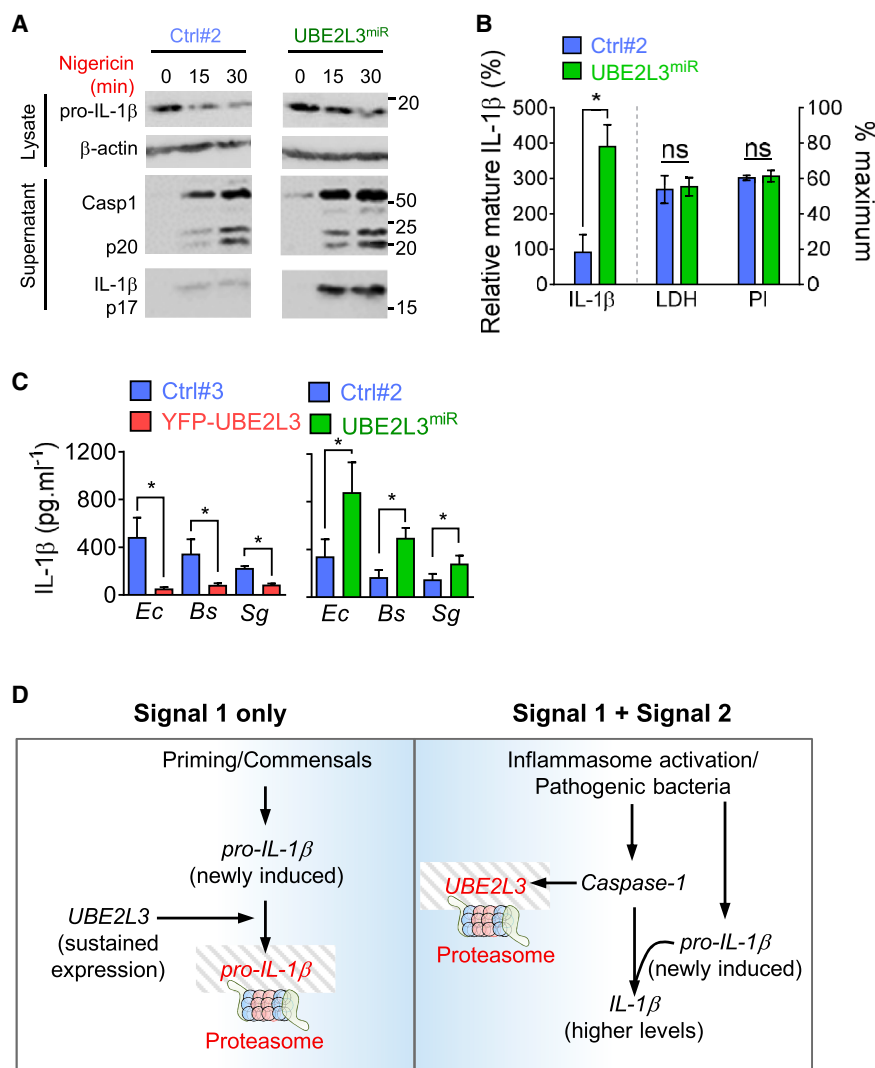 A
Ctrl#2
UBE2L3miR
Nigericin
(min)
0 15 30
0 15 30
Lysate
pro-IL-1β
20
β-actin
Supernatant
Casp1
50
25
p20
20
IL-1β
p17
15
B
Ctrl#2
UBE2L3miR
Relative mature IL-1β (%)
500
400
300
200
100
0
*
ns
ns
100
80
60
40
20
0
% maximum
IL-1β LDH PI
C
Ctrl#3
YFP-UBE2L3
Ctrl#2
UBE2L3miR
IL-1β (pg.ml-1)
1200
800
400
0
* * *
* * *
Ec Bs Sg
Ec Bs Sg
D
Signal 1 only
Signal 1 + Signal 2
Priming/Commensals
pro-IL-1β
(newly induced)
UBE2L3
(sustained
expression)
pro-IL-1β
Proteasome
Inflammasome activation/
Pathogenic bacteria
UBE2L3
Caspase-1
Proteasome
pro-IL-1β
(newly induced)
IL-1β
(higher levels)